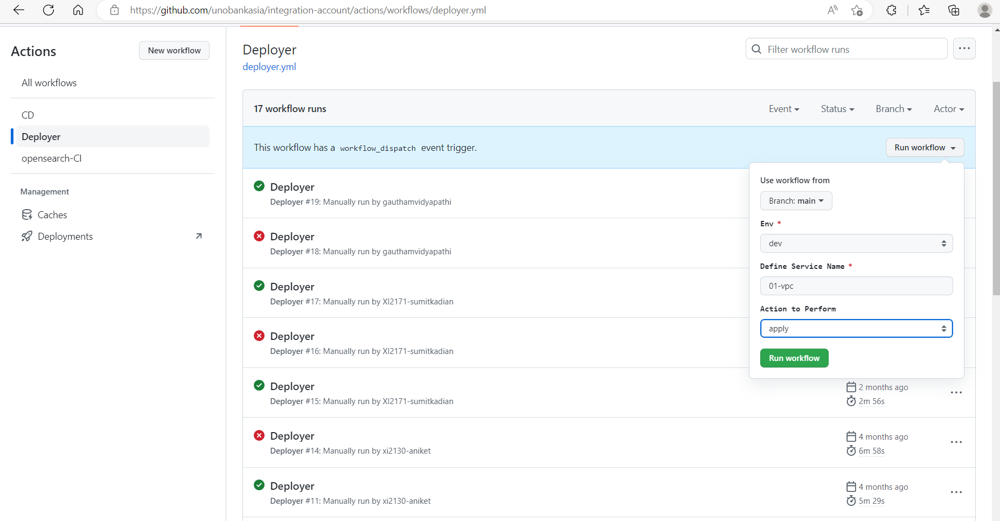 https://github.com/unobankasia/integration-account/actions/workflows/deployer.yml
Actions
New workflow
All workflows
CD
Deployer
opensearch-CI
Management
Caches
Deployments
Deployer
deployer.yml
Filter workflow runs
17 workflow runs
Event
Status
Branch
Actor
This workflow has a workflow_dispatch event trigger.
Run workflow
Use workflow from
Branch: main
Env *
dev
Define Service Name *
01-vpc
Action to Perform
apply
Run workflow
Deployer
Deployer #19: Manually run by gauthamvidyapathi
Deployer
Deployer #18: Manually run by gauthamvidyapathi
Deployer
Deployer #17: Manually run by XI2171-sumitkadian
Deployer
Deployer #16: Manually run by XI2171-sumitkadian
Deployer
Deployer #15: Manually run by XI2171-sumitkadian
2 months ago
2m 56s
Deployer
Deployer #14: Manually run by xi2130-aniket
4 months ago
6m 58s
Deployer
Deployer #11: Manually run by xi2130-aniket
4 months ago
5m 29s